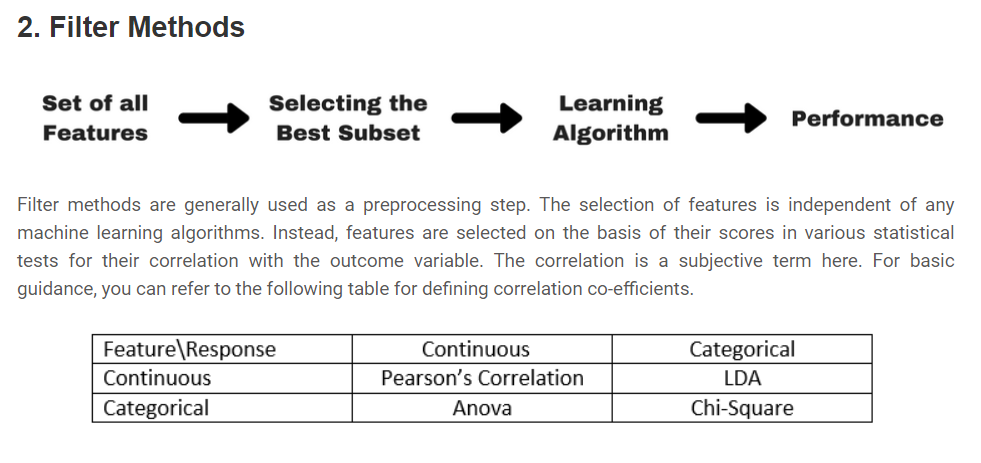 2. Filter Methods
Set of all Features
Selecting the Best Subset
Learning Algorithm
Performance
Filter methods are generally used as a preprocessing step. The selection of features is independent of any
machine learning algorithms. Instead, features are selected on the basis of their scores in various statistical
tests for their correlation with the outcome variable. The correlation is a subjective term here. For basic
guidance, you can refer to the following table for defining correlation co-efficients.
Feature\Response Continuous Categorical
Continuous Pearson’s Correlation LDA
Categorical Anova Chi-Square